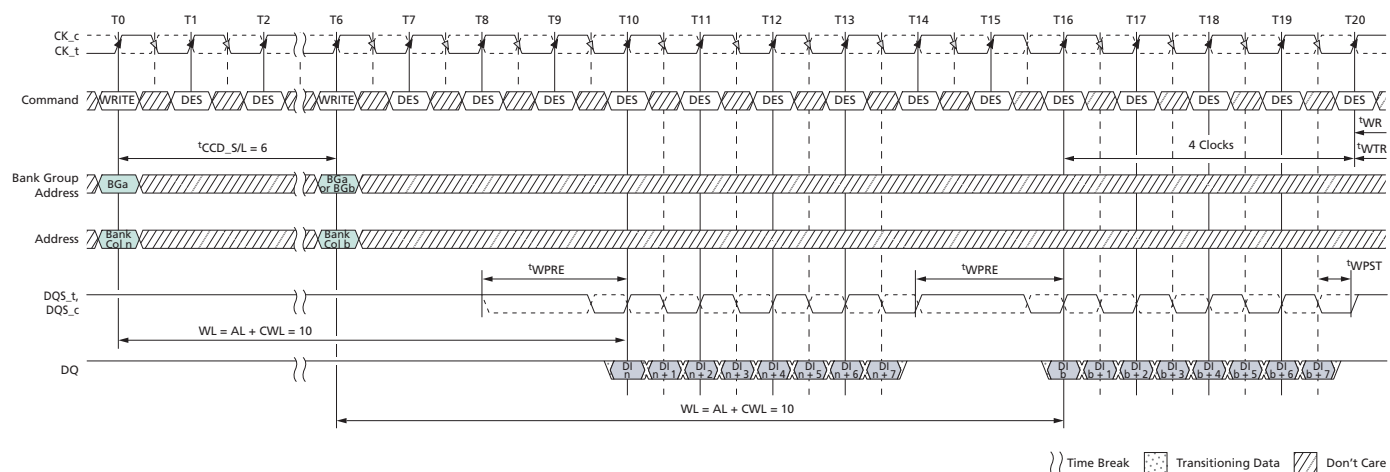 T0 T1 T2 T6 T7 T8 T9 T10 T11 T12 T13 T14 T15 T16 T17 T18 T19 T20
CK_c
CK_t
Command WRITE DES DES WRITE DES DES DES DES DES DES DES DES DES DES DES DES DES DES
tWR
tCCD_S/L = 6 4 Clocks tWTR
Bank Group
Address
BGa
BGa
or BGb
Address
Bank
Col n
Bank
Col b
tWPRE tWPRE tWPST
DQS_t,
DQS_c
WL = AL + CWL = 10
DQ
DI
n
DI
n + 1
DI
n + 2
DI
n + 3
DI
n + 4
DI
n + 5
DI
n + 6
DI
n + 7
DI
b
DI
b + 1
DI
b + 2
DI
b + 3
DI
b + 4
DI
b + 5
DI
b + 6
DI
b + 7
WL = AL + CWL = 10
Time Break Transitioning Data Don't Care